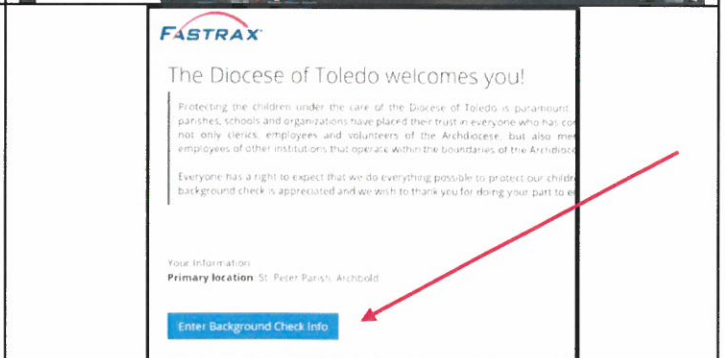 FASTRAX
The Diocese of Toledo welcomes you!
Protecting the children under the care of the Diocese of Toledo is paramount.
parishes, schools and organizations have placed their trust in everyone who has co
not only clerics, employees and volunteers of the Archdiocese, but also me
employees of other institutions that operate within the boundaries of the Archdioc
Everyone has a right to expect that we do everything possible to protect our childr
background check is appreciated and we wish to thank you for doing your part to e
Your Information
Primary location: St. Peter Parish, Archbold
Enter Background Check Info